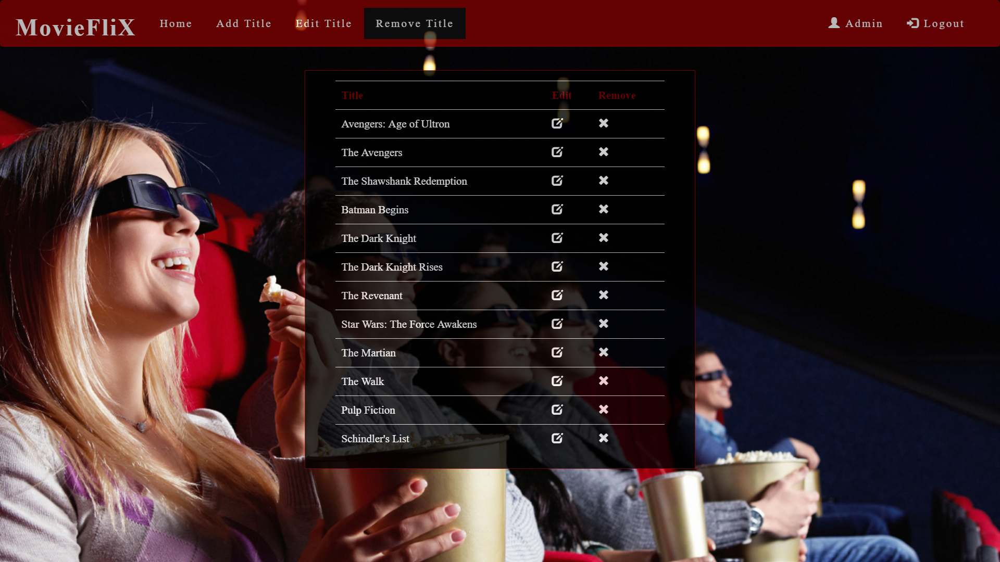 MovieFliX Home Add Title Edit Title Remove Title Admin Logout
Title Edit Remove
Avengers: Age of Ultron
The Avengers
The Shawshank Redemption
Batman Begins
The Dark Knight
The Dark Knight Rises
The Revenant
Star Wars: The Force Awakens
The Martian
The Walk
Pulp Fiction
Schindler's List